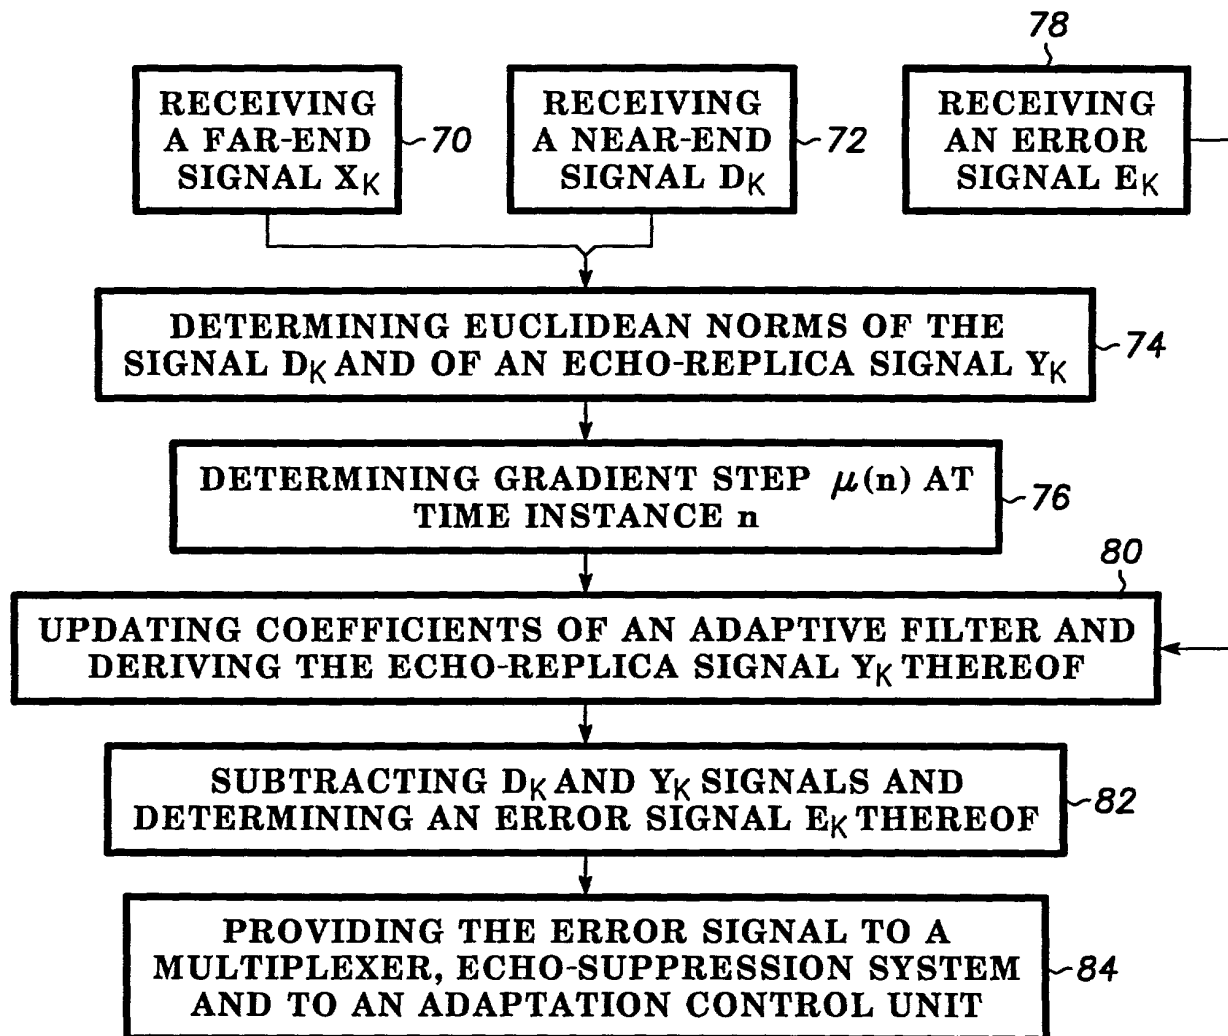 78
RECEIVING
A FAR-END
SIGNAL XK
70
RECEIVING
A NEAR-END
SIGNAL DK
72
RECEIVING
AN ERROR
SIGNAL EK
DETERMINING EUCLIDEAN NORMS OF THE
SIGNAL DK AND OF AN ECHO-REPLICA SIGNAL YK
74
DETERMINING GRADIENT STEP μ(n) AT
TIME INSTANCE n
76
80
UPDATING COEFFICIENTS OF AN ADAPTIVE FILTER AND
DERIVING THE ECHO-REPLICA SIGNAL YK THEREOF
SUBTRACTING DK AND YK SIGNALS AND
DETERMINING AN ERROR SIGNAL EK THEREOF
82
PROVIDING THE ERROR SIGNAL TO A
MULTIPLEXER, ECHO-SUPPRESSION SYSTEM
AND TO AN ADAPTATION CONTROL UNIT
84